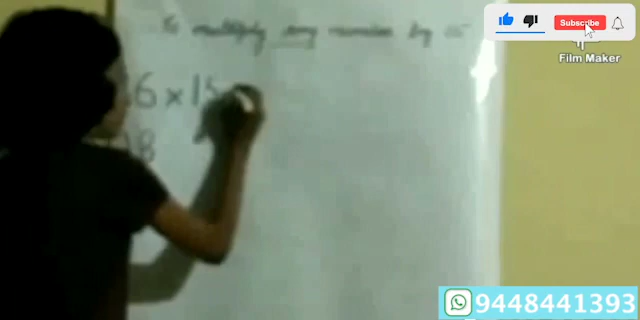 To multiply any number by 15
6 × 15
8
Subscribe
Film Maker
9448441393